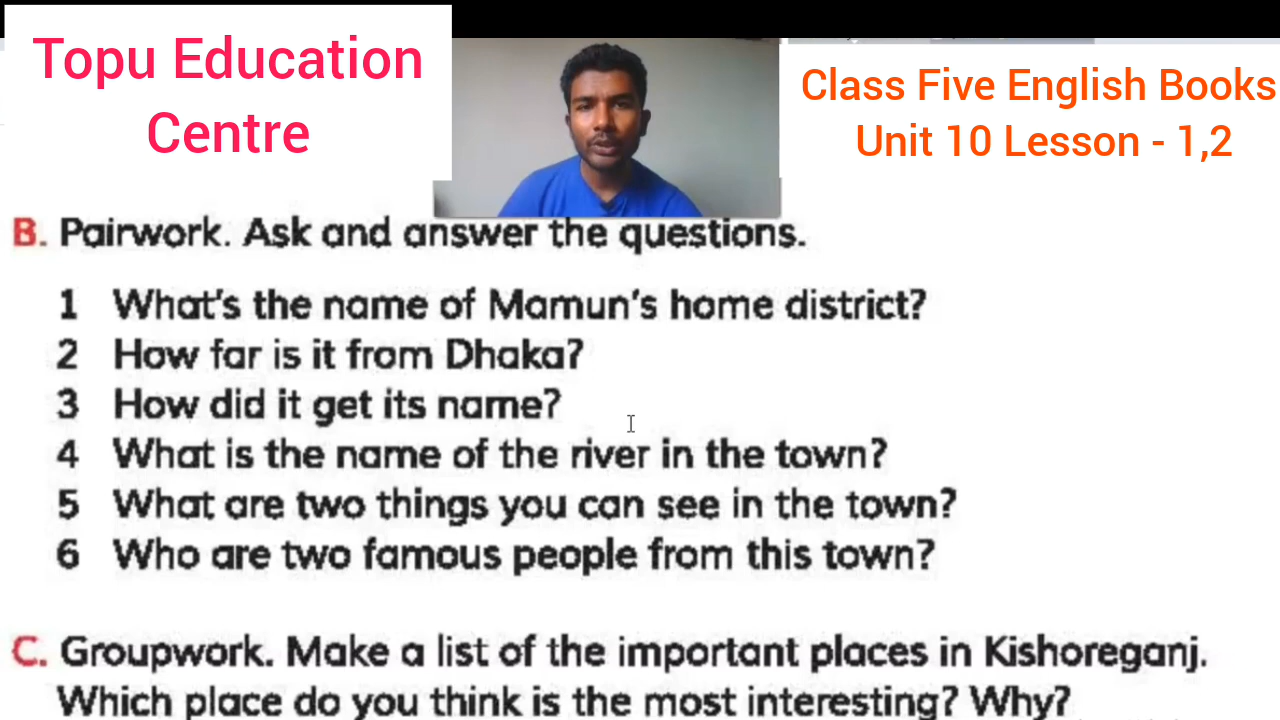 Topu Education
Centre
Class Five English Books
Unit 10 Lesson - 1,2
B. Pairwork. Ask and answer the questions.
1 What's the name of Mamun's home district?
2 How far is it from Dhaka?
3 How did it get its name?
4 What is the name of the river in the town?
5 What are two things you can see in the town?
6 Who are two famous people from this town?
C. Groupwork. Make a list of the important places in Kishoreganj.
Which place do you think is the most interesting? Why?